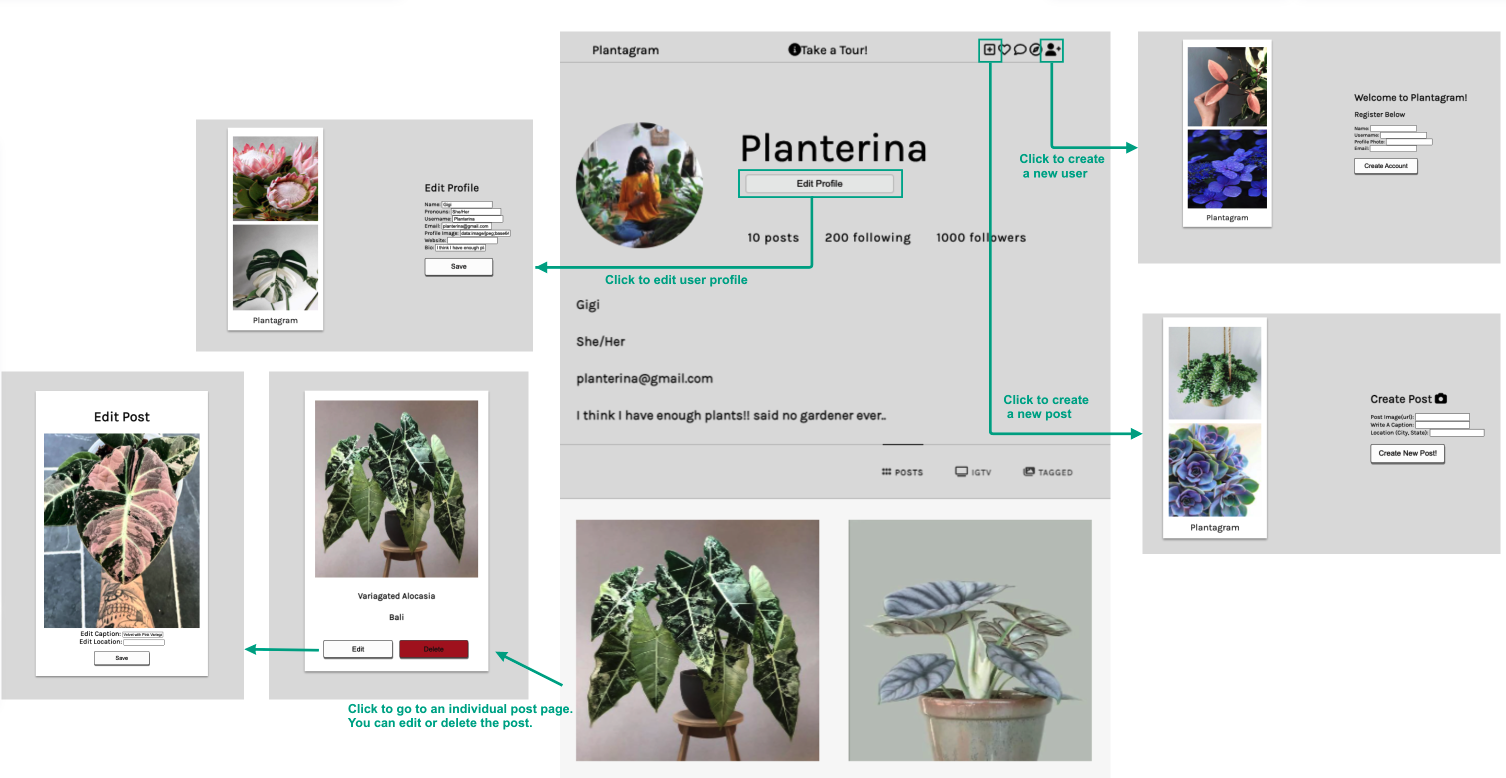 Plantagram
Take a Tour!
Planterina
Edit Profile
10 posts
200 following
1000 followers
Gigi
She/Her
planterina@gmail.com
I think I have enough plants!! said no gardener ever..
POSTS
IGTV
TAGGED
Click to edit user profile
Edit Profile
Name: Gigi
Pronouns: She/Her
Username: Planterina
Email: planterina@gmail.com
Profile Image: data:image/jpeg;base64
Website:
Bio: I think I have enough pl
Save
Plantagram
Click to create
a new user
Welcome to Plantagram!
Register Below
Name:
Username:
Profile Photo:
Email:
Create Account
Plantagram
Click to create
a new post
Create Post
Post Image(url):
Write A Caption:
Location (City, State):
Create New Post!
Plantagram
Edit Post
Edit Caption: Velvet with Pink Variega
Edit Location:
Save
Variagated Alocasia
Bali
Edit
Delete
Click to go to an individual post page.
You can edit or delete the post.